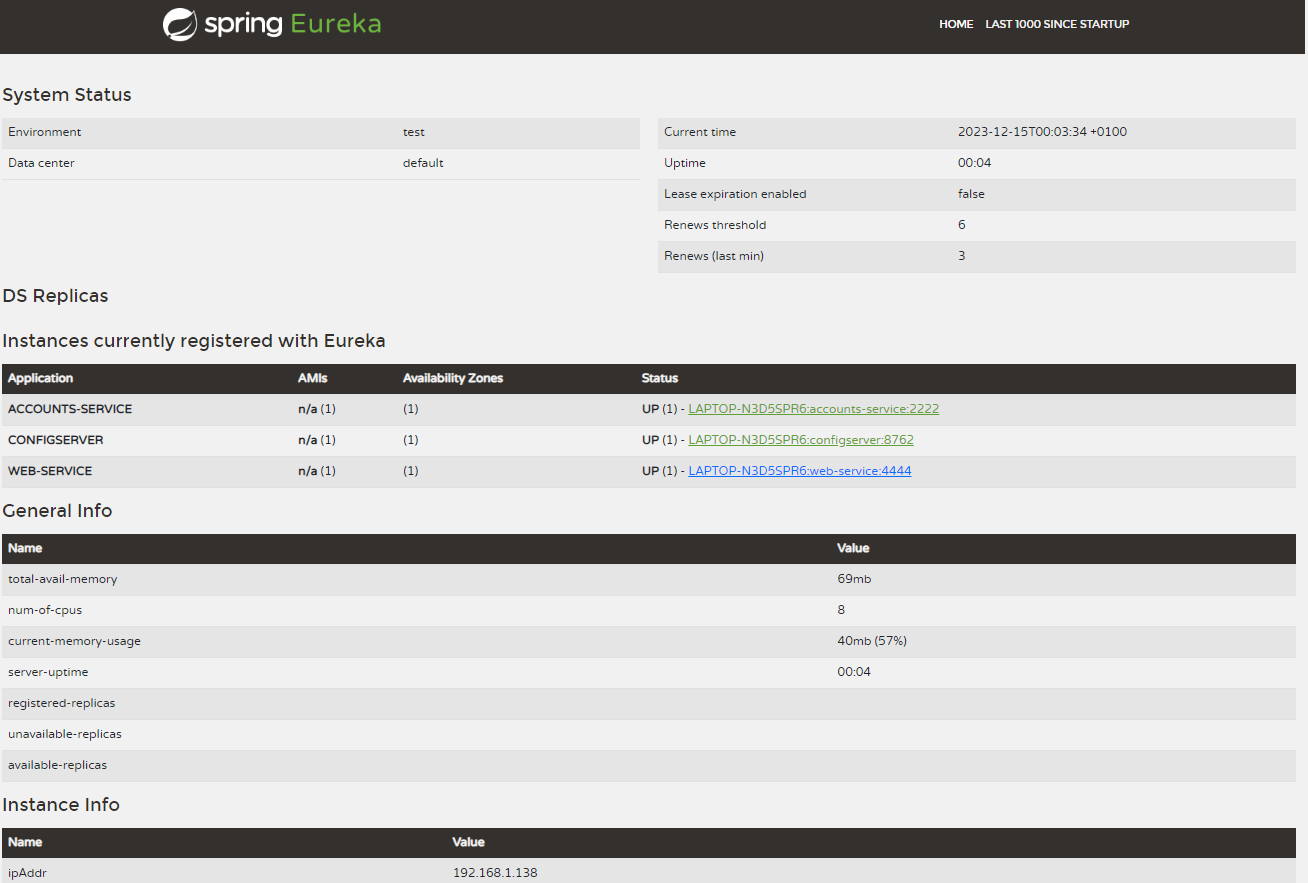 spring Eureka
HOME LAST 1000 SINCE STARTUP
System Status
Environment test
Data center default
Current time 2023-12-15T00:03:34 +0100
Uptime 00:04
Lease expiration enabled false
Renews threshold 6
Renews (last min) 3
DS Replicas
Instances currently registered with Eureka
Application AMIs Availability Zones Status
ACCOUNTS-SERVICE n/a (1) (1) UP (1) - LAPTOP-N3D5SPR6:accounts-service:2222
CONFIGSERVER n/a (1) (1) UP (1) - LAPTOP-N3D5SPR6:configserver:8762
WEB-SERVICE n/a (1) (1) UP (1) - LAPTOP-N3D5SPR6:web-service:4444
General Info
Name Value
total-avail-memory 69mb
num-of-cpus 8
current-memory-usage 40mb (57%)
server-uptime 00:04
registered-replicas
unavailable-replicas
available-replicas
Instance Info
Name Value
ipAddr 192.168.1.138